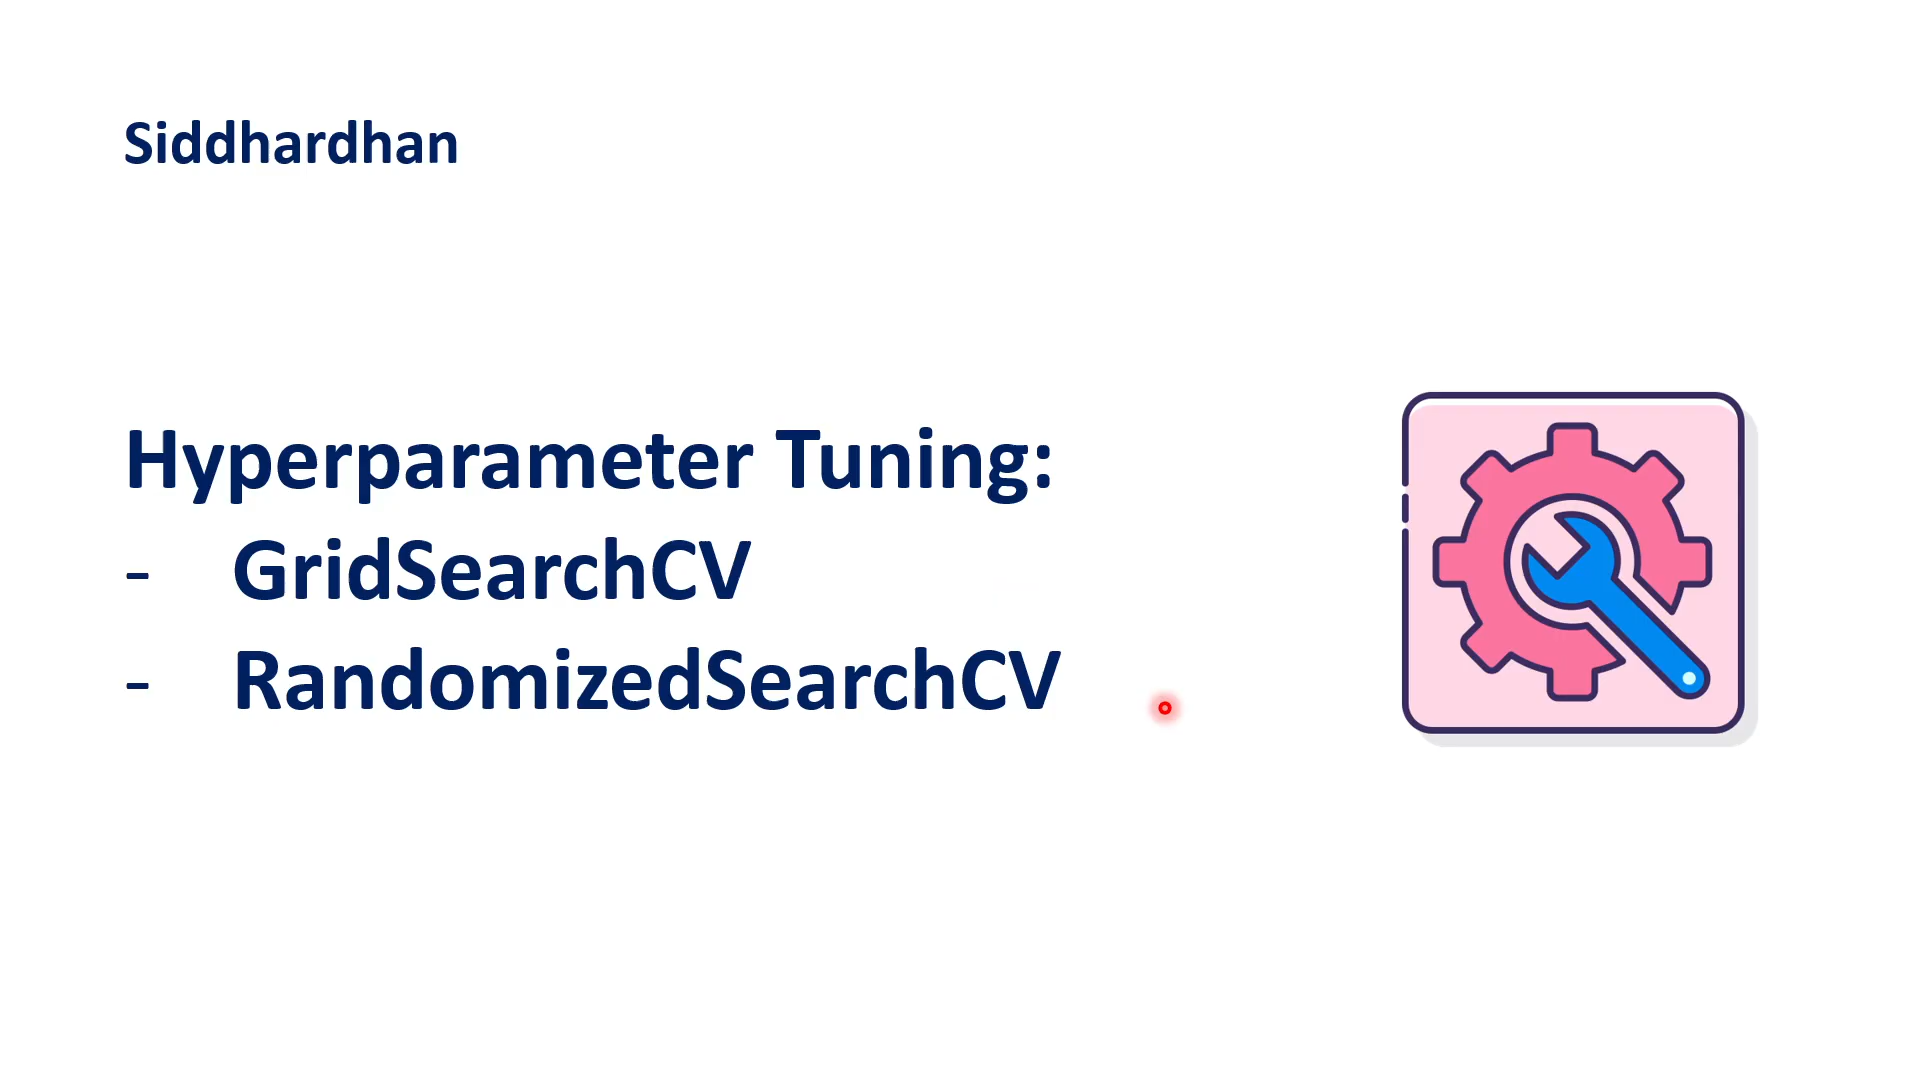 Siddhardhan
Hyperparameter Tuning:
- GridSearchCV
- RandomizedSearchCV